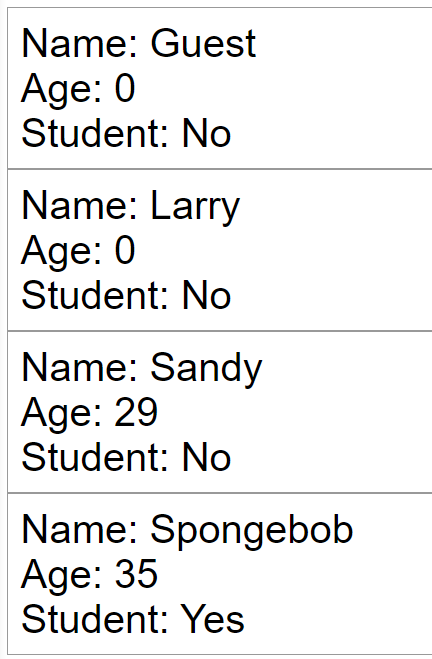 Name: Guest
Age: 0
Student: No
Name: Larry
Age: 0
Student: No
Name: Sandy
Age: 29
Student: No
Name: Spongebob
Age: 35
Student: Yes